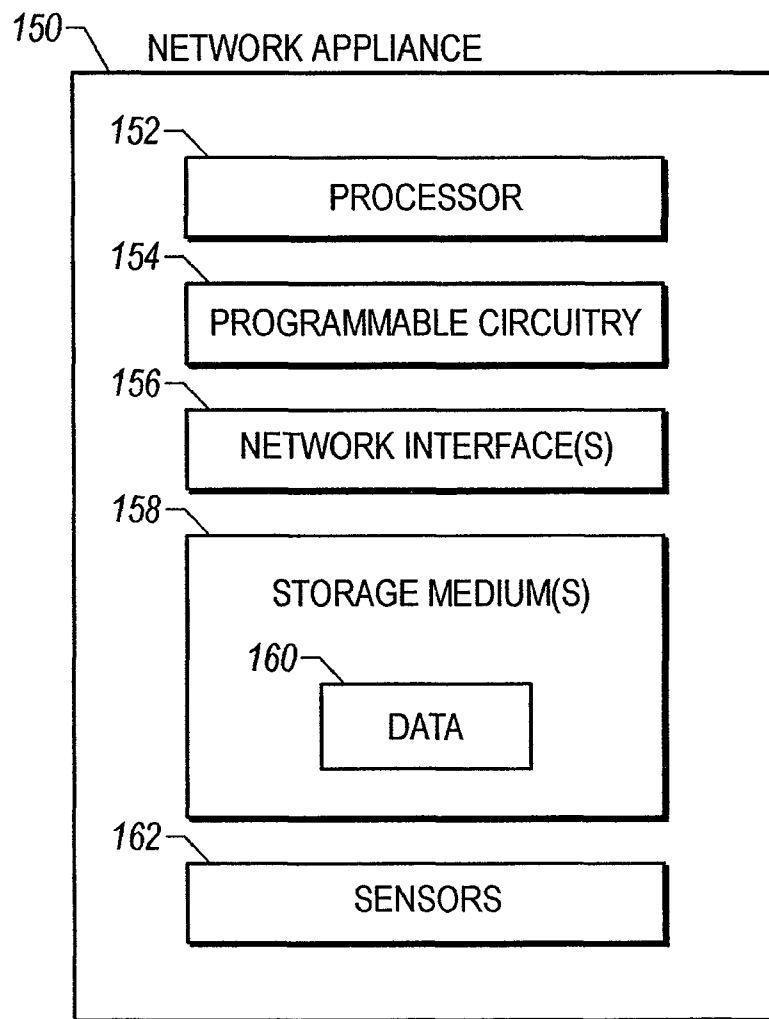 150
NETWORK APPLIANCE
152
PROCESSOR
154
PROGRAMMABLE CIRCUITRY
156
NETWORK INTERFACE(S)
158
STORAGE MEDIUM(S)
160
DATA
162
SENSORS